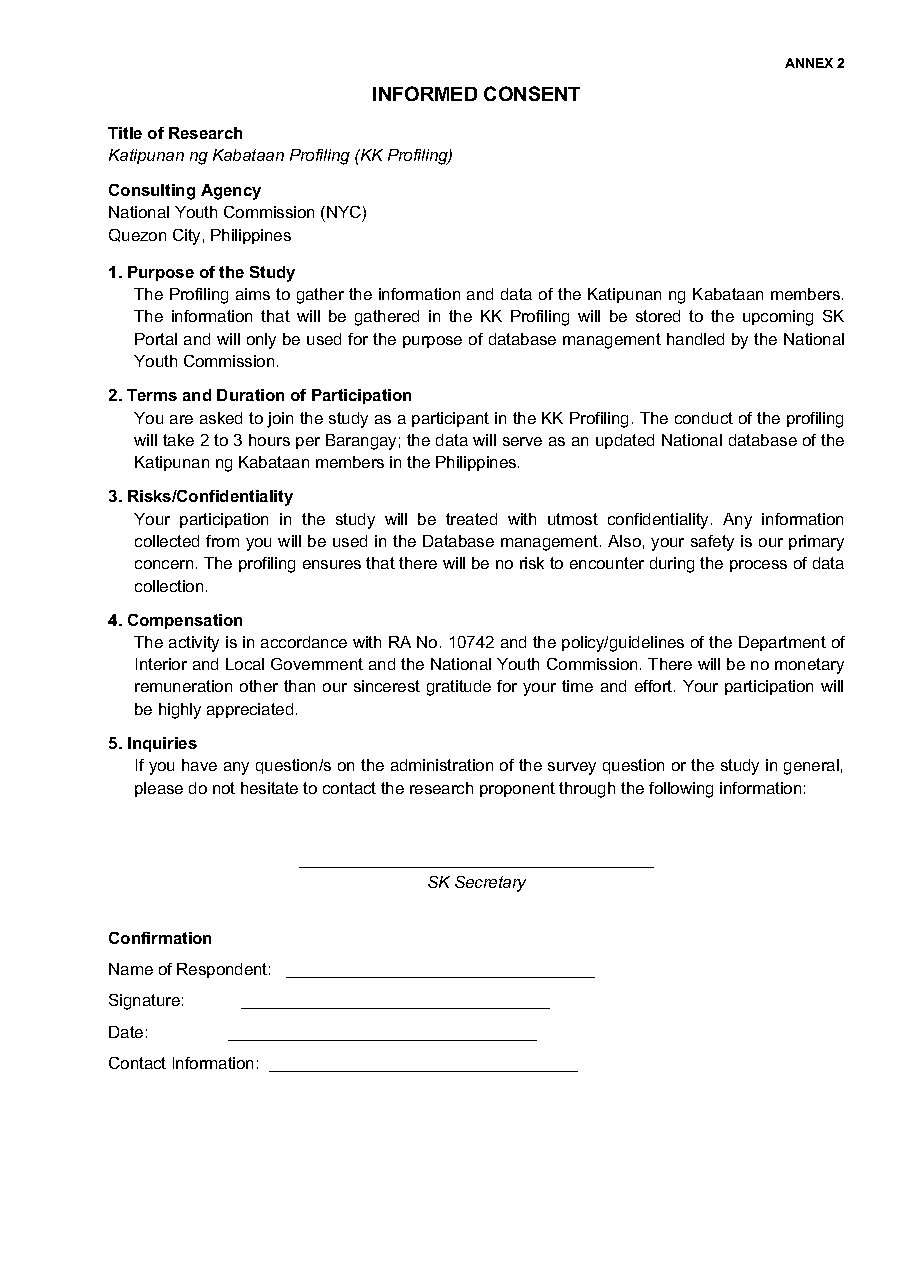 ANNEX 2
INFORMED CONSENT
Title of Research
Katipunan ng Kabataan Profiling (KK Profiling)
Consulting Agency
National Youth Commission (NYC)
Quezon City, Philippines
1. Purpose of the Study
The Profiling aims to gather the information and data of the Katipunan ng Kabataan members.
The information that will be gathered in the KK Profiling will be stored to the upcoming SK
Portal and will only be used for the purpose of database management handled by the National
Youth Commission.
2. Terms and Duration of Participation
You are asked to join the study as a participant in the KK Profiling. The conduct of the profiling
will take 2 to 3 hours per Barangay; the data will serve as an updated National database of the
Katipunan ng Kabataan members in the Philippines.
3. Risks/Confidentiality
Your participation in the study will be treated with utmost confidentiality. Any information
collected from you will be used in the Database management. Also, your safety is our primary
concern. The profiling ensures that there will be no risk to encounter during the process of data
collection.
4. Compensation
The activity is in accordance with RA No. 10742 and the policy/guidelines of the Department of
Interior and Local Government and the National Youth Commission. There will be no monetary
remuneration other than our sincerest gratitude for your time and effort. Your participation will
be highly appreciated.
5. Inquiries
If you have any question/s on the administration of the survey question or the study in general,
please do not hesitate to contact the research proponent through the following information:
SK Secretary
Confirmation
Name of Respondent:
Signature:
Date:
Contact Information: